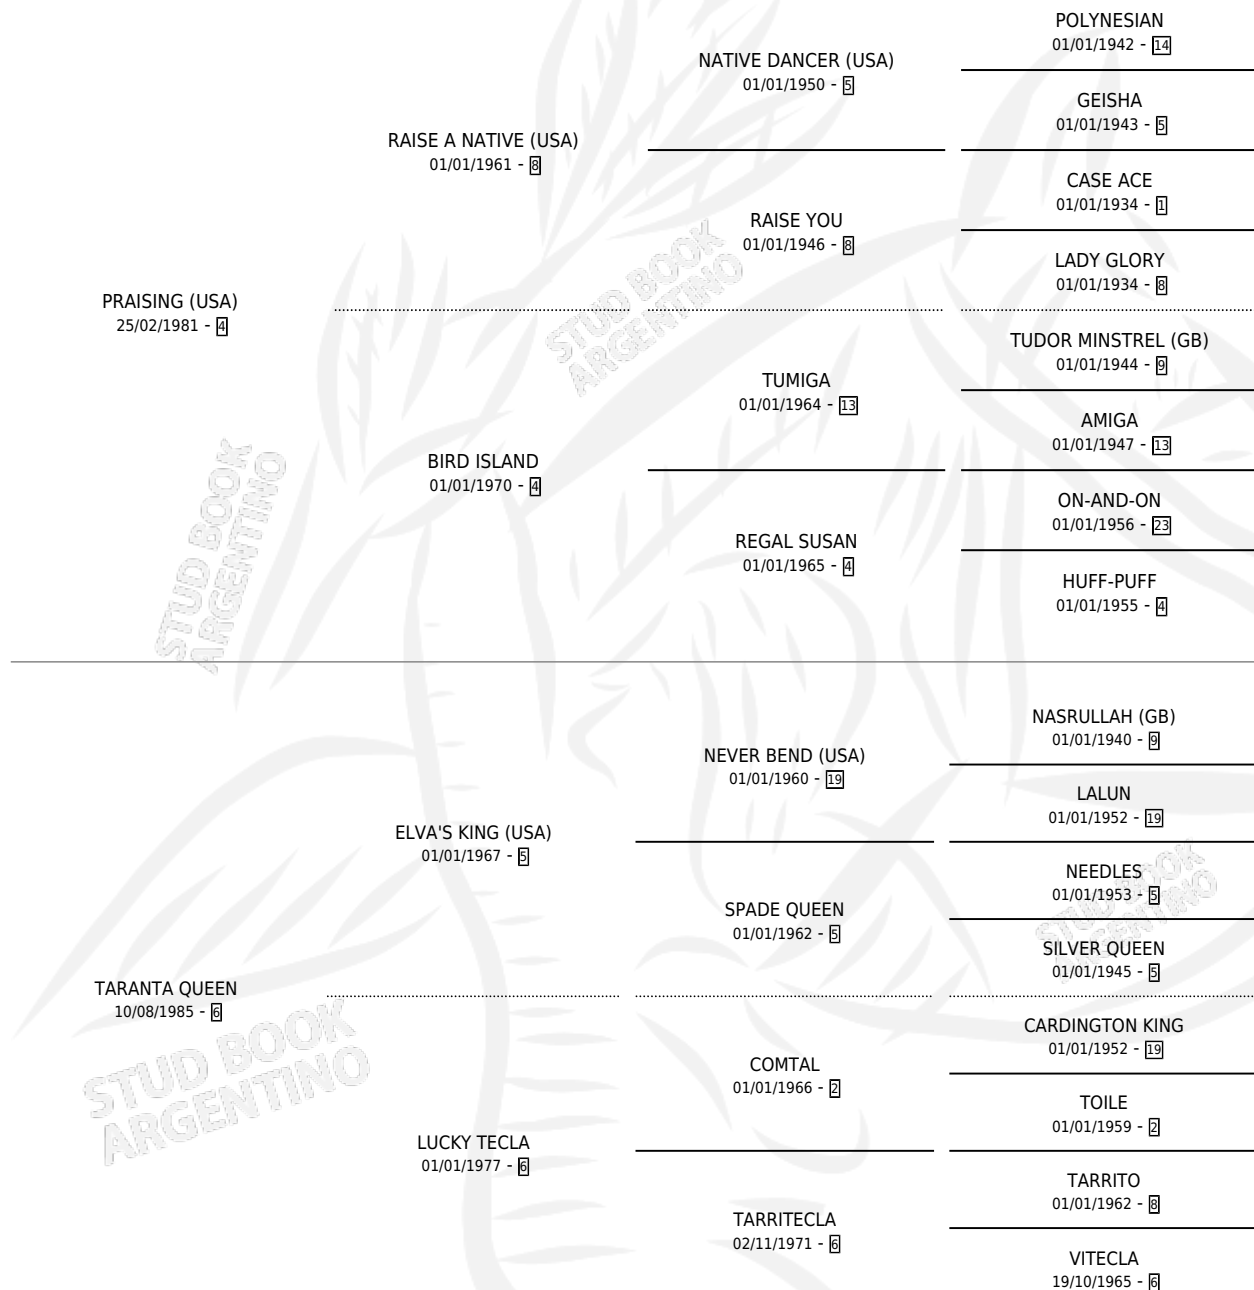 POLYNESIAN
01/01/1942 - 14
NATIVE DANCER (USA)
01/01/1950 - 5
GEISHA
01/01/1943 - 5
RAISE A NATIVE (USA)
01/01/1961 - 8
CASE ACE
01/01/1934 - 1
RAISE YOU
01/01/1946 - 8
LADY GLORY
01/01/1934 - 8
PRAISING (USA)
25/02/1981 - 4
STUD BOOK
ARGENTINO
TUDOR MINSTREL (GB)
01/01/1944 - 9
TUMIGA
01/01/1964 - 13
AMIGA
01/01/1947 - 13
BIRD ISLAND
01/01/1970 - 4
ON-AND-ON
01/01/1956 - 23
REGAL SUSAN
01/01/1965 - 4
HUFF-PUFF
01/01/1955 - 4
STUD BOOK
ARGENTINO
NASRULLAH (GB)
01/01/1940 - 9
NEVER BEND (USA)
01/01/1960 - 19
LALUN
01/01/1952 - 19
ELVA'S KING (USA)
01/01/1967 - 5
NEEDLES
01/01/1953 - 5
SPADE QUEEN
01/01/1962 - 5
SILVER QUEEN
01/01/1945 - 5
STUD BOOK
ARGENTINO
TARANTA QUEEN
10/08/1985 - 6
CARDINGTON KING
01/01/1952 - 19
COMTAL
01/01/1966 - 2
TOILE
01/01/1959 - 2
STUD BOOK
ARGENTINO
LUCKY TECLA
01/01/1977 - 6
TARRITO
01/01/1962 - 8
TARRITECLA
02/11/1971 - 6
VITECLA
19/10/1965 - 6